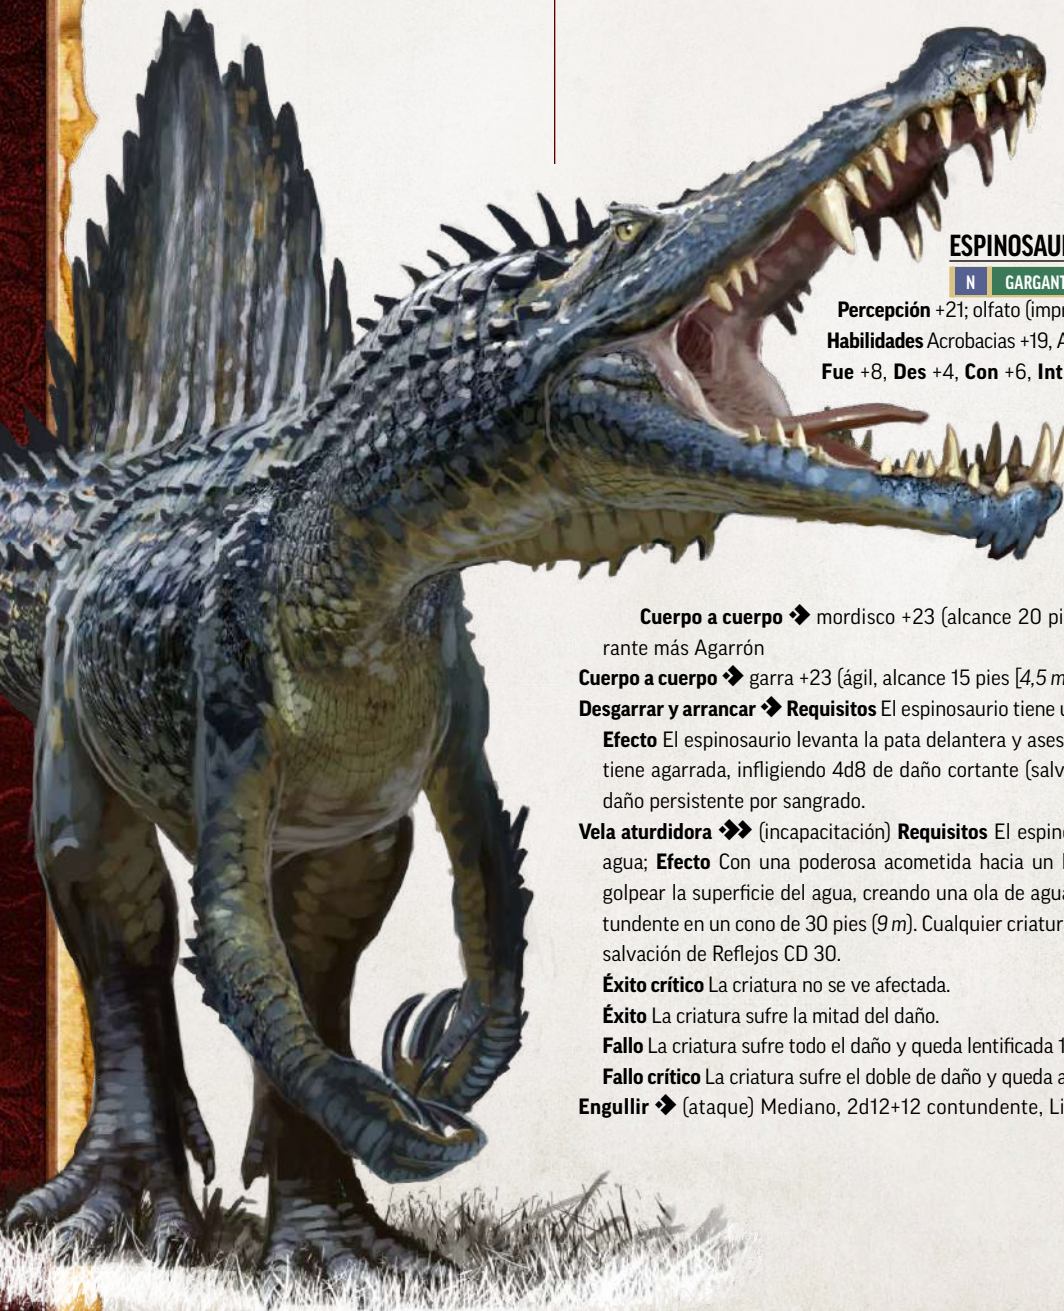 ESPINOSAU
N GARGANT
Percepción +21; olfato (impr
Habilidades Acrobacias +19, A
Fue +8, Des +4, Con +6, Int
Cuerpo a cuerpo mordisco +23 (alcance 20 pi
rante más Agarrón
Cuerpo a cuerpo garra +23 (ágil, alcance 15 pies [4,5 m
Desgarrar y arrancar Requisitos El espinosaurio tiene u
Efecto El espinosaurio levanta la pata delantera y ases
tiene agarrada, infligiendo 4d8 de daño cortante (salv
daño persistente por sangrado.
Vela aturdidora (incapacitación) Requisitos El espino
agua; Efecto Con una poderosa acometida hacia un l
golpear la superficie del agua, creando una ola de agua
tundente en un cono de 30 pies (9 m). Cualquier criatur
salvación de Reflejos CD 30.
Éxito crítico La criatura no se ve afectada.
Éxito La criatura sufre la mitad del daño.
Fallo La criatura sufre todo el daño y queda lentificada 1
Fallo crítico La criatura sufre el doble de daño y queda a
Engullir (ataque) Mediano, 2d12+12 contundente, Li